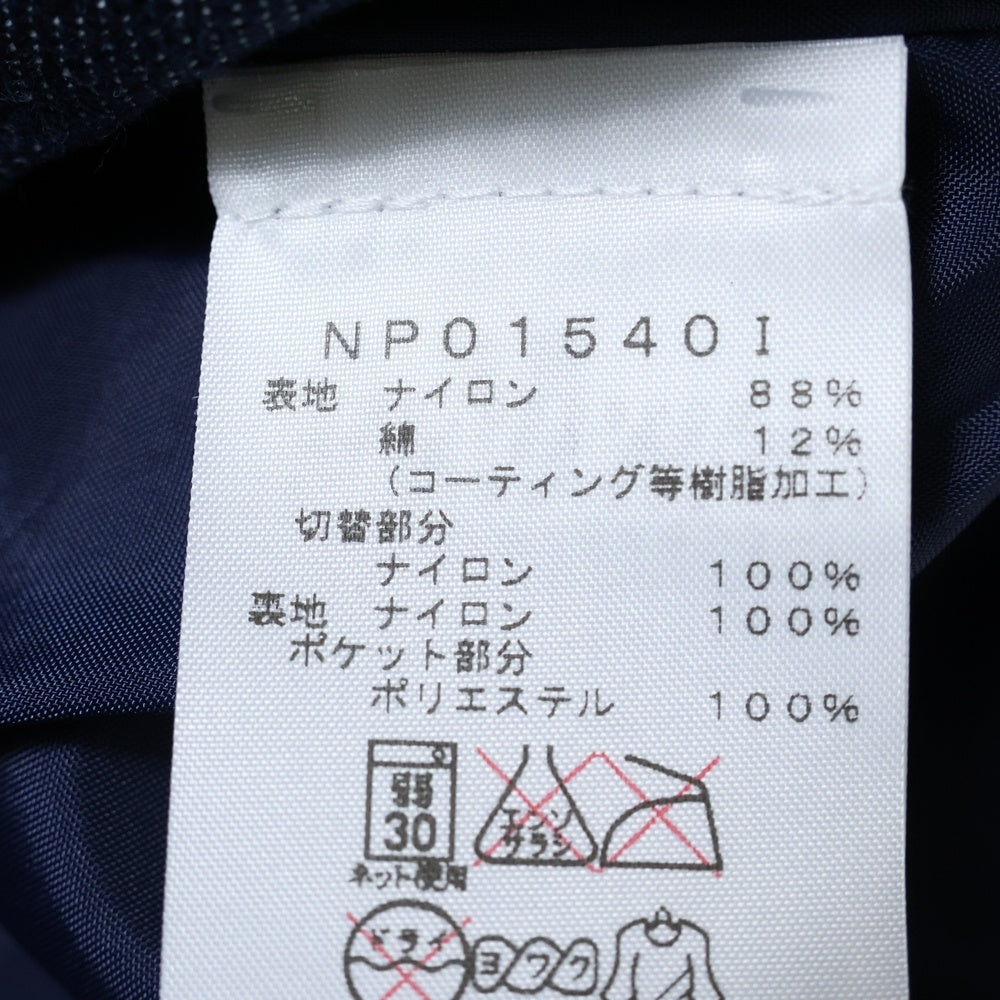 NP01540I
表地 ナイロン 88%
綿 12%
(コーティング等樹脂加工)
切替部分
ナイロン 100%
裏地 ナイロン 100%
ポケット部分
ポリエステル 100%
弱
30
エンソ
サラシ
ネット使用
ドライ
ヨワク